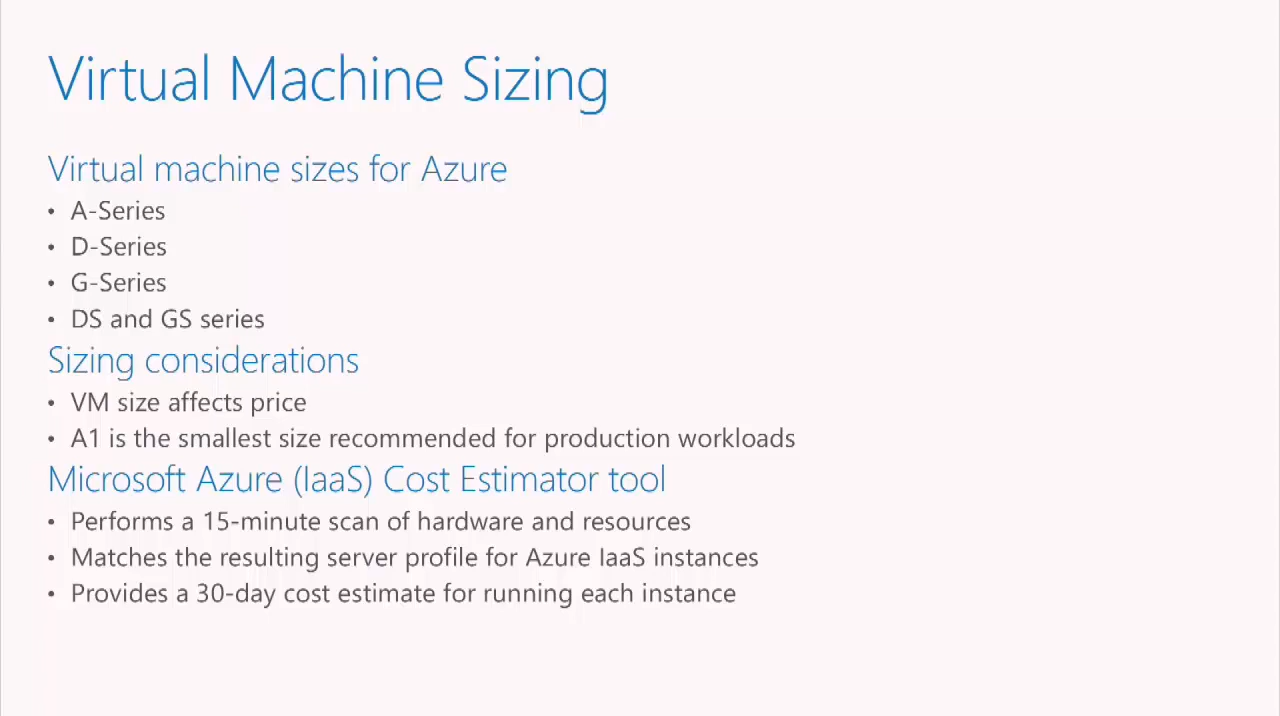 Virtual Machine Sizing
Virtual machine sizes for Azure
• A-Series
• D-Series
• G-Series
• DS and GS series
Sizing considerations
• VM size affects price
• A1 is the smallest size recommended for production workloads
Microsoft Azure (IaaS) Cost Estimator tool
• Performs a 15-minute scan of hardware and resources
• Matches the resulting server profile for Azure IaaS instances
• Provides a 30-day cost estimate for running each instance